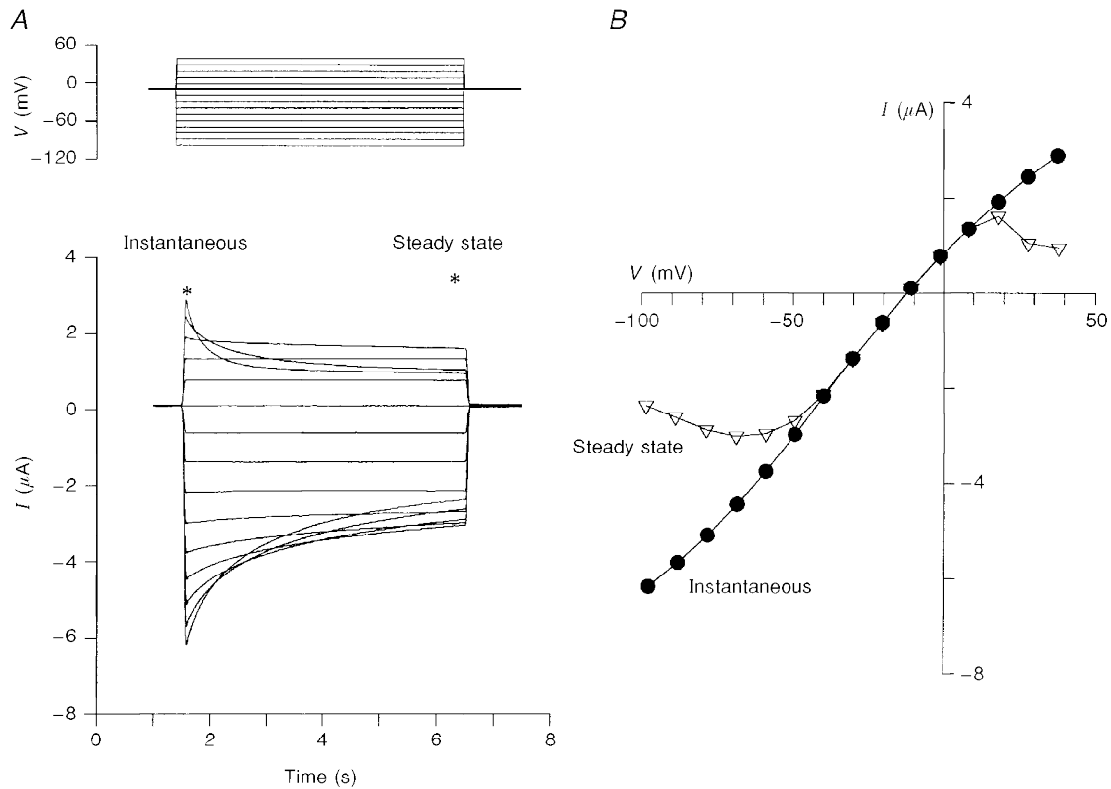 A
60
0
−60
−120
V (mV)
Instantaneous
Steady state
*
*
4
2
0
−2
−4
−6
−8
I (μA)
0
2
4
6
8
Time (s)
B
4
I (μA)
V (mV)
−100
−50
50
Steady state
−4
Instantaneous
−8